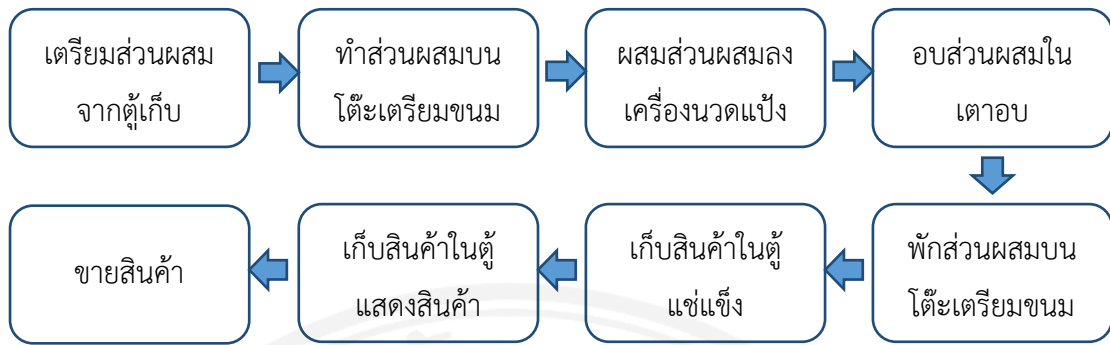 เตรียมส่วนผสม
จากตู้เก็บ
ทำส่วนผสมบน
โต๊ะเตรียมขนม
ผสมส่วนผสมลง
เครื่องนวดแป้ง
อบส่วนผสมใน
เตาอบ
พักส่วนผสมบน
โต๊ะเตรียมขนม
เก็บสินค้าในตู้
แช่แข็ง
เก็บสินค้าในตู้
แสดงสินค้า
ขายสินค้า